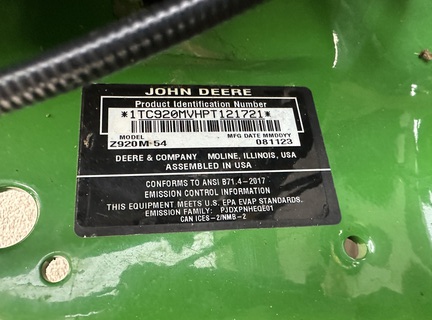 JOHN DEERE
Product Identification Number
*1TC920MVHPT121721*
MODEL MFG DATE MMDDYY
Z920M-54 081123
DEERE & COMPANY MOLINE, ILLINOIS, USA
ASSEMBLED IN USA
CONFORMS TO ANSI B71.4-2017
EMISSION CONTROL INFORMATION
THIS EQUIPMENT MEETS U.S. EPA EVAP STANDARDS.
EMISSION FAMILY: PJDXPNHEQE01
CAN ICES-2/NMB-2